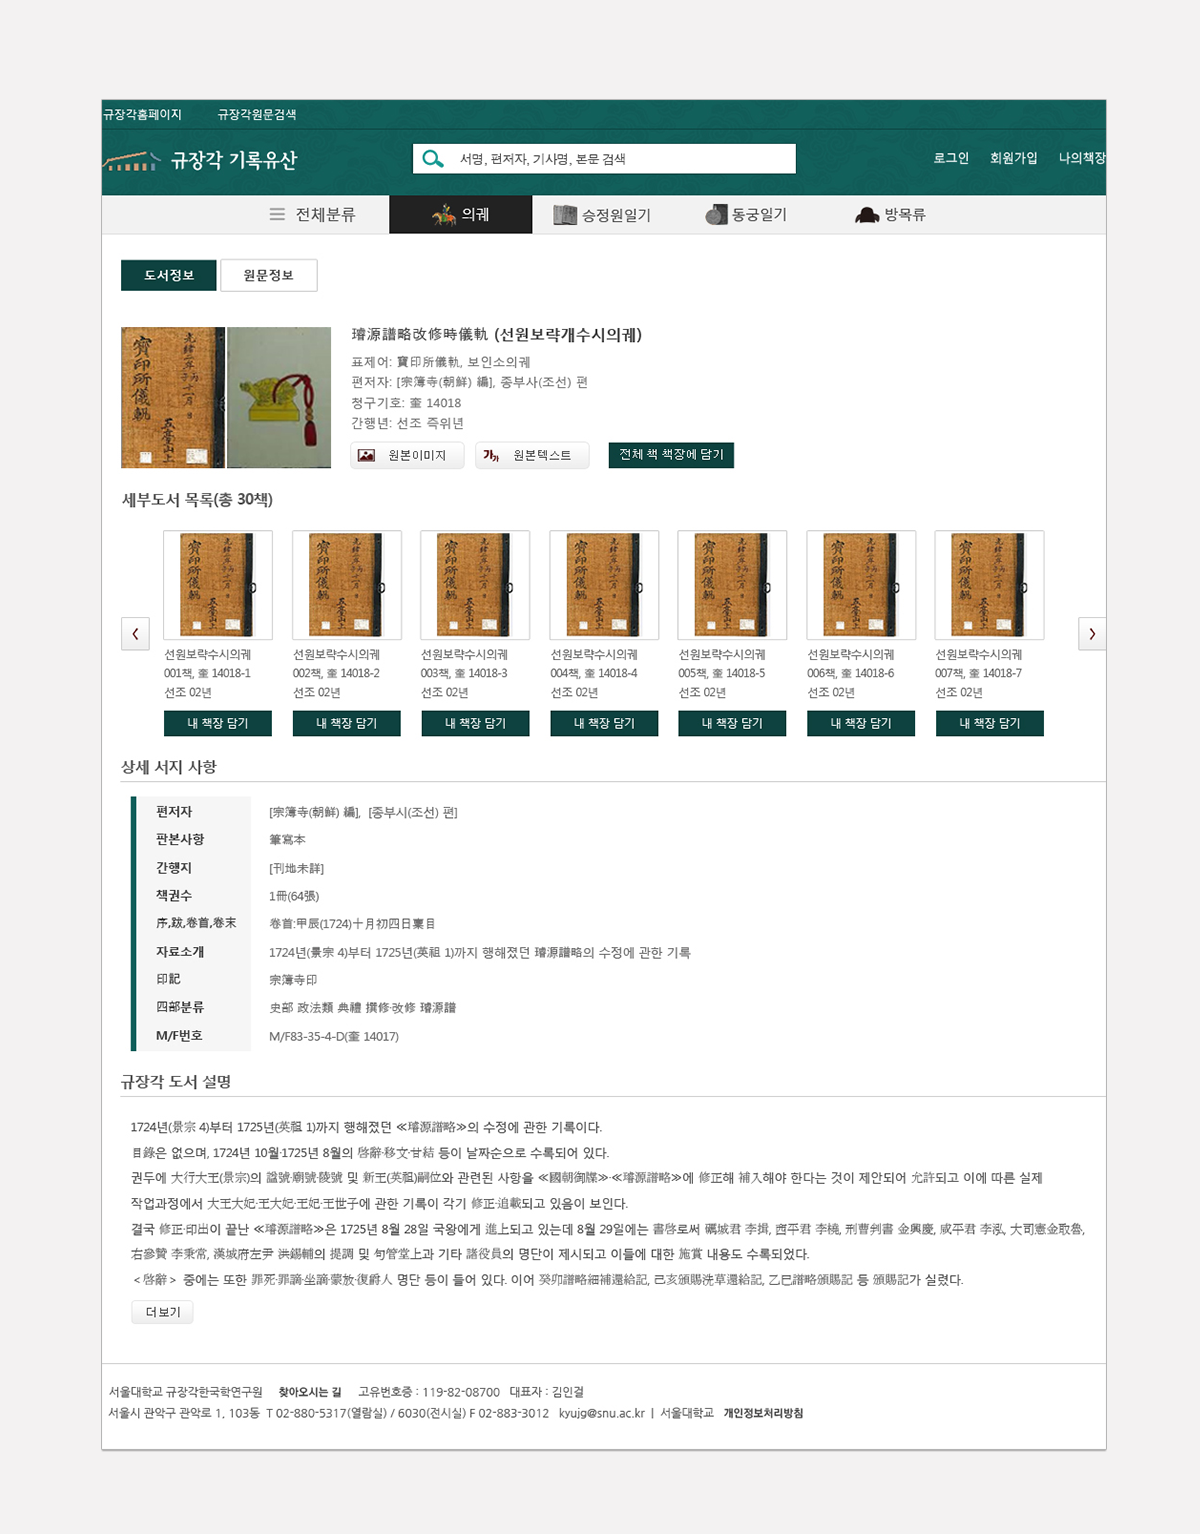 규장각홈페이지 규장각원문검색
규장각 기록유산
서명, 편저자, 기사명, 본문 검색
로그인 회원가입 나의책장
전체분류 의궤 승정원일기 동궁일기 방목류
도서정보 원문정보
寶印所儀軌
五臺山上
璿源譜略改修時儀軌 (선원보략개수시의궤)
표제어: 寶印所儀軌, 보인소의궤
편저자: [宗簿寺(朝鮮) 編], 종부사(조선) 편
청구기호: 奎 14018
간행년: 선조 즉위년
원본이미지 가가 원본텍스트 전체 책 책장에 담기
세부도서 목록(총 30책)
선원보략수시의궤 선원보략수시의궤 선원보략수시의궤 선원보략수시의궤 선원보략수시의궤 선원보략수시의궤 선원보략수시의궤
001책, 奎 14018-1 002책, 奎 14018-2 003책, 奎 14018-3 004책, 奎 14018-4 005책, 奎 14018-5 006책, 奎 14018-6 007책, 奎 14018-7
선조 02년 선조 02년 선조 02년 선조 02년 선조 02년 선조 02년 선조 02년
내 책장 담기 내 책장 담기 내 책장 담기 내 책장 담기 내 책장 담기 내 책장 담기 내 책장 담기
상세 서지 사항
편저자 [宗簿寺(朝鮮) 編], [종부시(조선) 편]
판본사항 筆寫本
간행지 [刊地未詳]
책권수 1冊(64張)
序,跋,卷首,卷末 卷首:甲辰(1724)十月初四日稟目
자료소개 1724년(景宗 4)부터 1725년(英祖 1)까지 행해졌던 璿源譜略의 수정에 관한 기록
印記 宗簿寺印
四部분류 史部 政法類 典禮 撰修·改修 璿源譜
M/F번호 M/F83-35-4-D(奎 14017)
규장각 도서 설명
1724년(景宗 4)부터 1725년(英祖 1)까지 행해졌던 ≪璿源譜略≫의 수정에 관한 기록이다.
目錄은 없으며, 1724년 10월·1725년 8월의 啓辭·移文·甘結 등이 날짜순으로 수록되어 있다.
권두에 大行大王(景宗)의 諡號·廟號·陵號 및 新王(英祖)嗣位와 관련된 사항을 ≪國朝御牒≫·≪璿源譜略≫에 修正해 補入해야 한다는 것이 제안되어 允許되고 이에 따른 실제
작업과정에서 大王大妃·王大妃·王妃·王世子에 관한 기록이 각기 修正·追載되고 있음이 보인다.
결국 修正·印出이 끝난 ≪璿源譜略≫은 1725년 8월 28일 국왕에게 進上되고 있는데 8월 29일에는 書啓로써 礪城君 李揖, 西平君 李橈, 刑曹判書 金興慶, 咸平君 李泓, 大司憲金取魯,
右參贊 李秉常, 漢城府左尹 洪錫輔의 提調 및 句管堂上과 기타 諸役員의 명단이 제시되고 이들에 대한 施賞 내용도 수록되었다.
＜啓辭＞ 중에는 또한 罪死·罪謫·坐謫·蒙放·復爵人 명단 등이 들어 있다. 이어 癸卯譜略細補還給記, 己亥頒賜洗草還給記, 乙巳譜略頒賜記 등 頒賜記가 실렸다.
더보기
서울대학교 규장각한국학연구원 찾아오시는 길 고유번호증 : 119-82-08700 대표자 : 김인걸
서울시 관악구 관악로 1, 103동 T 02-880-5317(열람실) / 6030(전시실) F 02-883-3012 kyujg@snu.ac.kr | 서울대학교 개인정보처리방침